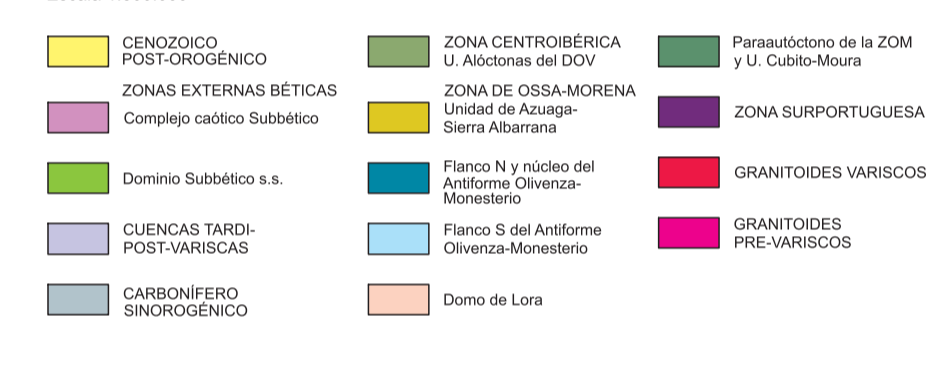 CENOZOICO
POST-OROGÉNICO
ZONAS EXTERNAS BÉTICAS
Complejo caótico Subbético
Dominio Subbético s.s.
CUENCAS TARDI-
POST-VARISCAS
CARBONÍFERO
SINOROGÉNICO
ZONA CENTROIBÉRICA
U. Alóctonas del DOV
ZONA DE OSSA-MORENA
Unidad de Azuaga-
Sierra Albarrana
Flanco N y núcleo del
Antiforme Olivenza-
Monesterio
Flanco S del Antiforme
Olivenza-Monesterio
Domo de Lora
Paraautóctono de la ZOM
y U. Cubito-Moura
ZONA SURPORTUGUESA
GRANITOIDES VARISCOS
GRANITOIDES
PRE-VARISCOS